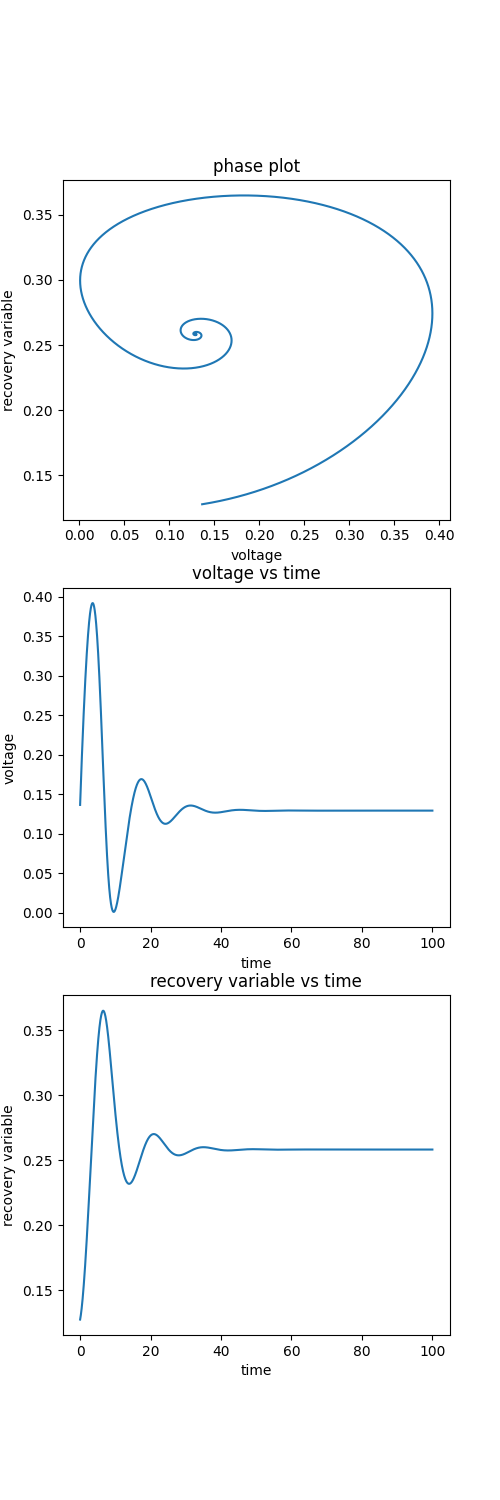 phase plot
0.35
0.30
0.25
0.20
0.15
recovery variable
0.00 0.05 0.10 0.15 0.20 0.25 0.30 0.35 0.40
voltage
voltage vs time
0.40
0.35
0.30
0.25
0.20
0.15
0.10
0.05
0.00
voltage
0 20 40 60 80 100
time
recovery variable vs time
0.35
0.30
0.25
0.20
0.15
recovery variable
0 20 40 60 80 100
time